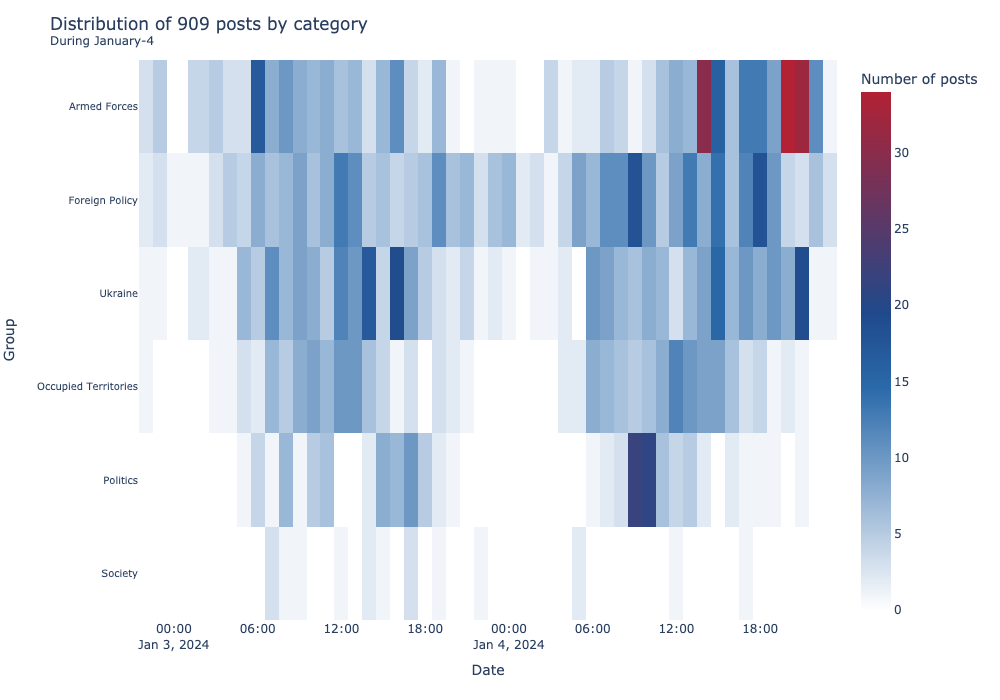 Distribution of 909 posts by category
During January-4
Number of posts
Armed Forces
Foreign Policy
Ukraine
Occupied Territories
Politics
Society
Group
30
25
20
15
10
5
0
00:00 06:00 12:00 18:00 00:00 06:00 12:00 18:00
Jan 3, 2024 Jan 4, 2024
Date